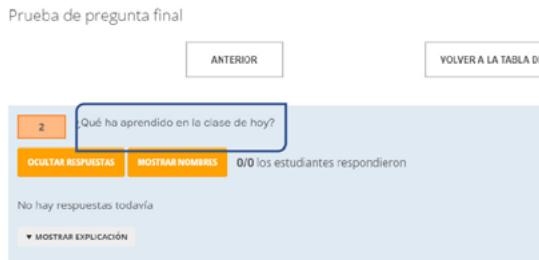 Prueba de pregunta final
ANTERIOR
VOLVER A LA TABLA DE
2
¿Qué ha aprendido en la clase de hoy?
OCULTAR RESPUESTAS
MOSTRAR NOMBRES
0/0 los estudiantes respondieron
No hay respuestas todavía
▼ MOSTRAR EXPLICACIÓN